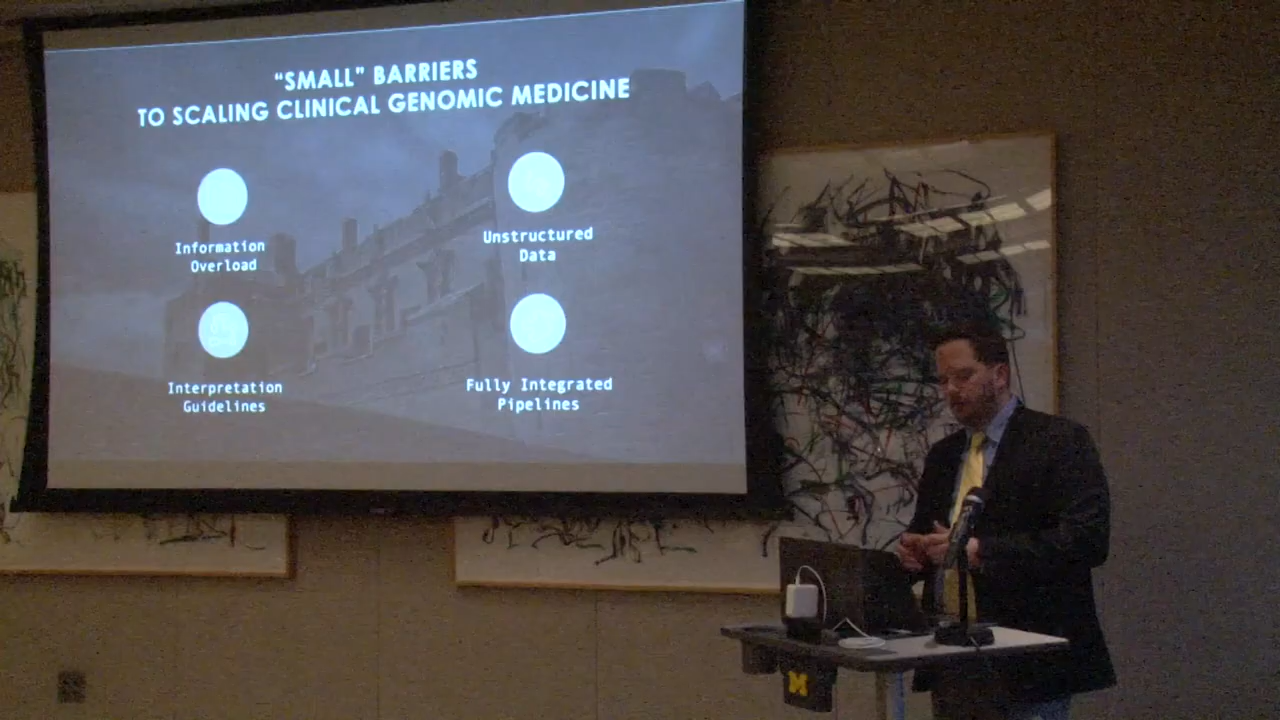 “SMALL” BARRIERS
TO SCALING CLINICAL GENOMIC MEDICINE
Information
Overload
Unstructured
Data
Interpretation
Guidelines
Fully Integrated
Pipelines
M